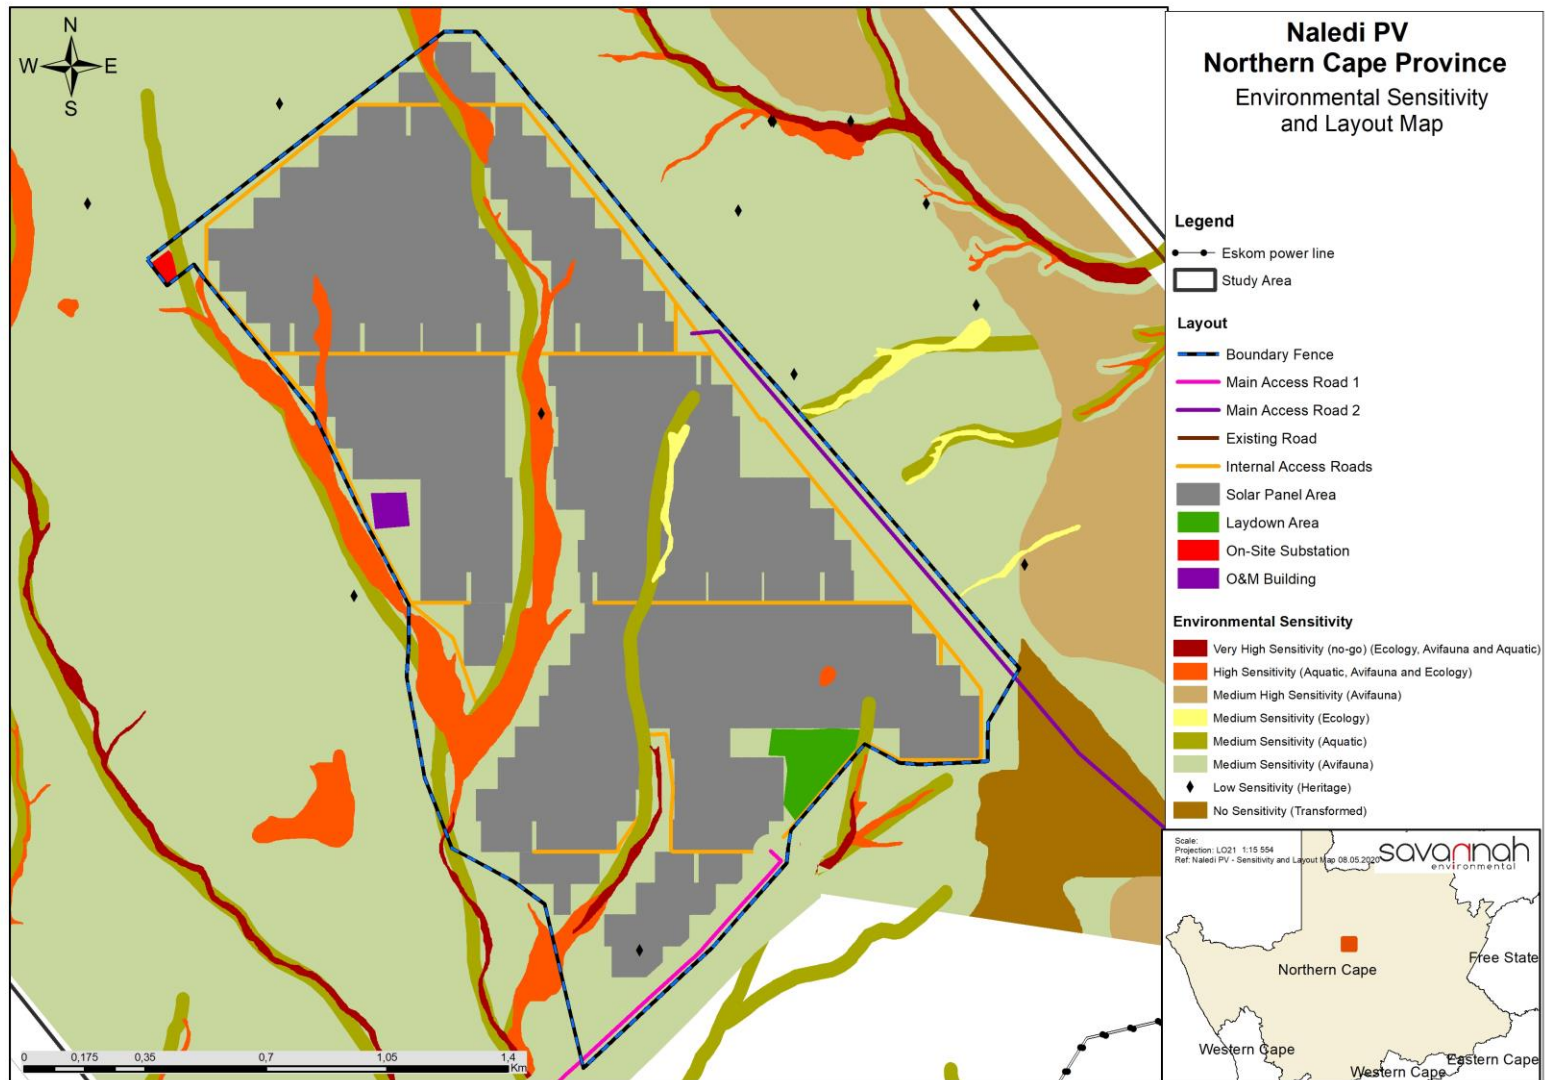 N
W
E
S
Naledi PV
Northern Cape Province
Environmental Sensitivity
and Layout Map
Legend
Eskom power line
Study Area
Layout
Boundary Fence
Main Access Road 1
Main Access Road 2
Existing Road
Internal Access Roads
Solar Panel Area
Laydown Area
On-Site Substation
O&M Building
Environmental Sensitivity
Very High Sensitivity (no-go) (Ecology, Avifauna and Aquatic)
High Sensitivity (Aquatic, Avifauna and Ecology)
Medium High Sensitivity (Avifauna)
Medium Sensitivity (Ecology)
Medium Sensitivity (Aquatic)
Medium Sensitivity (Avifauna)
Low Sensitivity (Heritage)
No Sensitivity (Transformed)
Scale:
Projection: LO21 1:15 554
Ref: Naledi PV - Sensitivity and Layout Map 08.05.2020
savannah
environmental
Northern Cape
Free State
Western Cape
Eastern Cape
Western Cape
0 0,175 0,35 0,7 1,05 1,4
Km